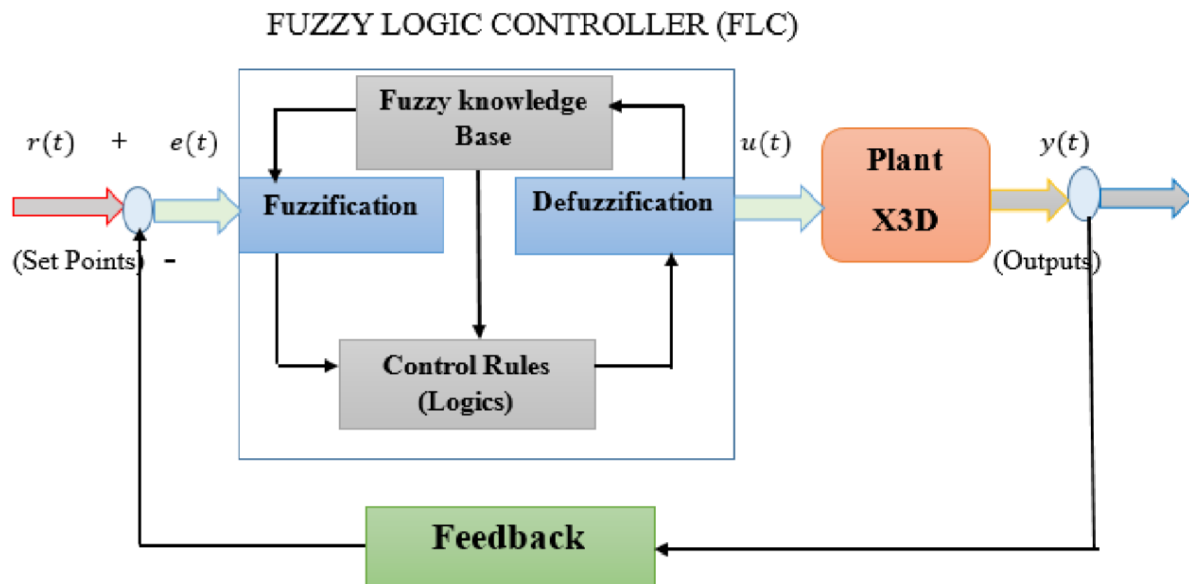 FUZZY LOGIC CONTROLLER (FLC)
Fuzzy knowledge
Base
r(t) + e(t)
u(t)
y(t)
Fuzzification
Defuzzification
Plant
X3D
(Set Points) -
(Outputs)
Control Rules
(Logics)
Feedback